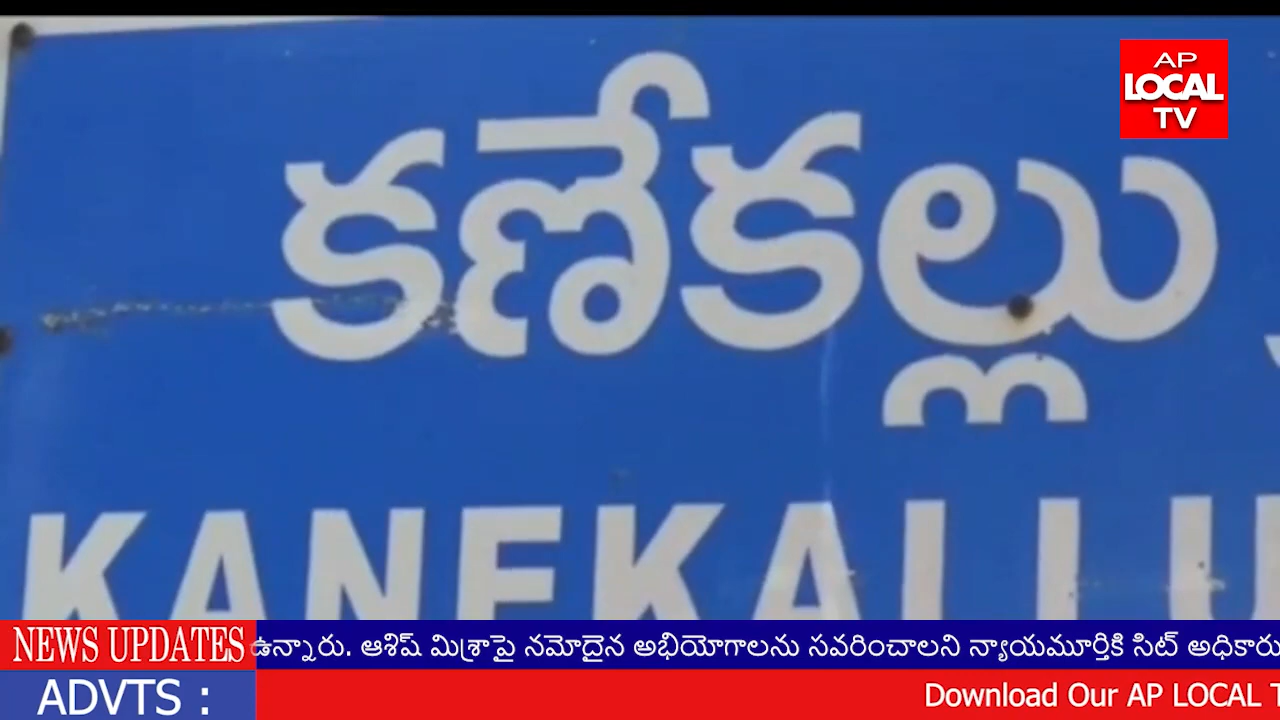 AP
LOCAL
TV
కణేకల్లు
KANEKALLU
NEWS UPDATES
ఉన్నారు. ఆశిష్ మిశ్రాపై నమోదైన అభియోగాలను సవరించాలని న్యాయమూర్తికి సిట్ అధికారు
ADVTS :
Download Our AP LOCAL T